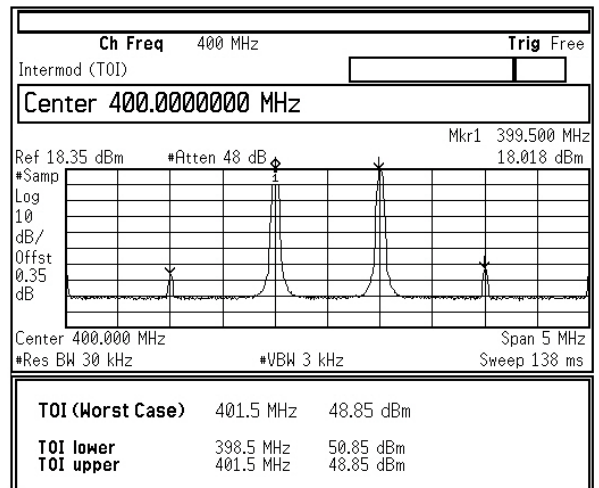 Ch Freq 400 MHz Trig Free
Intermod (TOI)
Center 400.0000000 MHz
Mkr1 399.500 MHz
Ref 18.35 dBm #Atten 48 dB 18.018 dBm
#Samp
Log
10
dB/
Offst
0.35
dB
1
Center 400.000 MHz Span 5 MHz
#Res BW 30 kHz #VBW 3 kHz Sweep 138 ms
TOI (Worst Case) 401.5 MHz 48.85 dBm
TOI lower 398.5 MHz 50.85 dBm
TOI upper 401.5 MHz 48.85 dBm